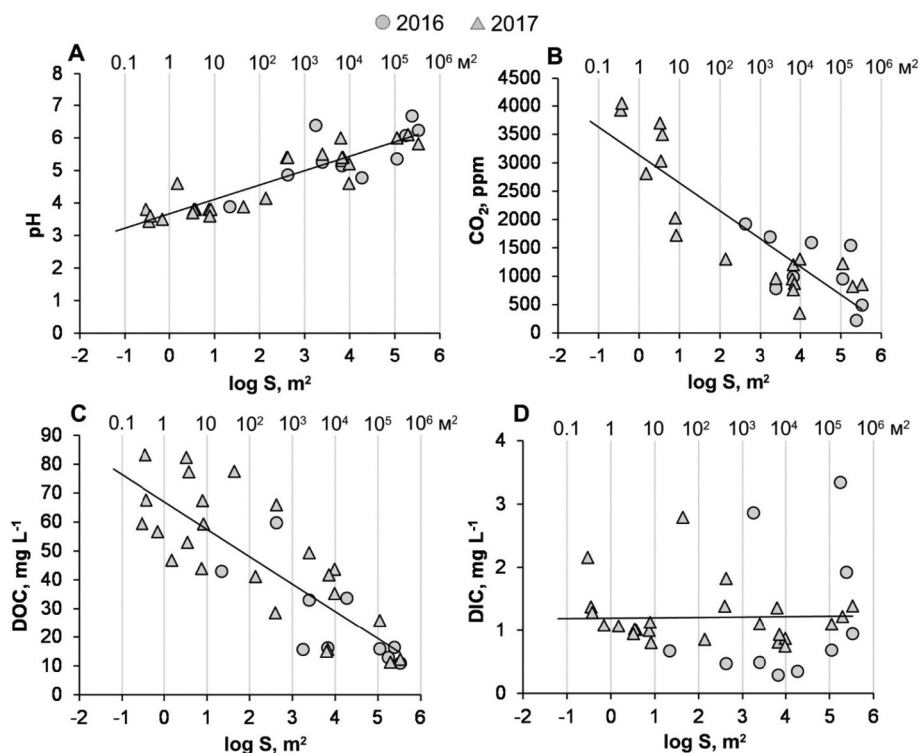 2016 2017
A
0.1 1 10 10² 10³ 10⁴ 10⁵ 10⁶ м²
8
7
6
5
4
3
2
1
0
pH
-2 -1 0 1 2 3 4 5 6
log S, m²
B
0.1 1 10 10² 10³ 10⁴ 10⁵ 10⁶ м²
4500
4000
3500
3000
2500
2000
1500
1000
500
0
CO₂, ppm
-2 -1 0 1 2 3 4 5 6
log S, m²
C
0.1 1 10 10² 10³ 10⁴ 10⁵ 10⁶ м²
90
80
70
60
50
40
30
20
10
0
DOC, mg L⁻¹
-2 -1 0 1 2 3 4 5 6
log S, m²
D
0.1 1 10 10² 10³ 10⁴ 10⁵ 10⁶ м²
4
3
2
1
0
DIC, mg L⁻¹
-2 -1 0 1 2 3 4 5 6
log S, m²